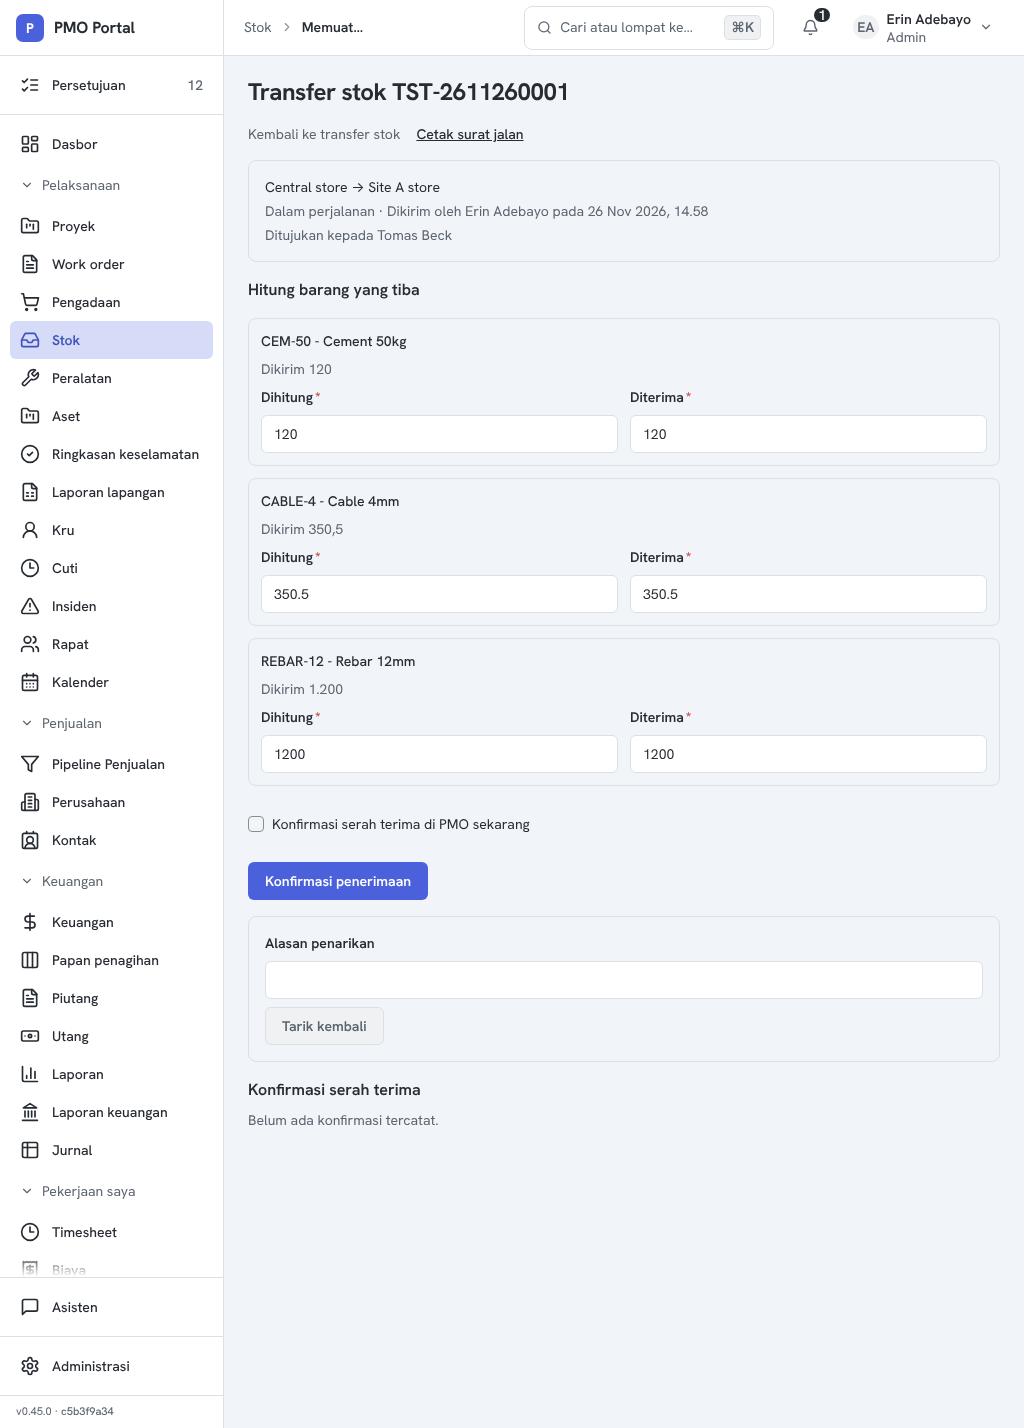 P PMO Portal
Stok > Memuat...
Cari atau lompat ke... ⌘K
1
EA Erin Adebayo
Admin
Persetujuan 12
Dasbor
Pelaksanaan
Proyek
Work order
Pengadaan
Stok
Peralatan
Aset
Ringkasan keselamatan
Laporan lapangan
Kru
Cuti
Insiden
Rapat
Kalender
Penjualan
Pipeline Penjualan
Perusahaan
Kontak
Keuangan
Keuangan
Papan penagihan
Piutang
Utang
Laporan
Laporan keuangan
Jurnal
Pekerjaan saya
Timesheet
Biaya
Asisten
Administrasi
v0.45.0 · c5b3f9a34
Transfer stok TST-2611260001
Kembali ke transfer stok Cetak surat jalan
Central store → Site A store
Dalam perjalanan · Dikirim oleh Erin Adebayo pada 26 Nov 2026, 14.58
Ditujukan kepada Tomas Beck
Hitung barang yang tiba
CEM-50 - Cement 50kg
Dikirim 120
Dihitung* Diterima*
120 120
CABLE-4 - Cable 4mm
Dikirim 350,5
Dihitung* Diterima*
350.5 350.5
REBAR-12 - Rebar 12mm
Dikirim 1.200
Dihitung* Diterima*
1200 1200
Konfirmasi serah terima di PMO sekarang
Konfirmasi penerimaan
Alasan penarikan
Tarik kembali
Konfirmasi serah terima
Belum ada konfirmasi tercatat.